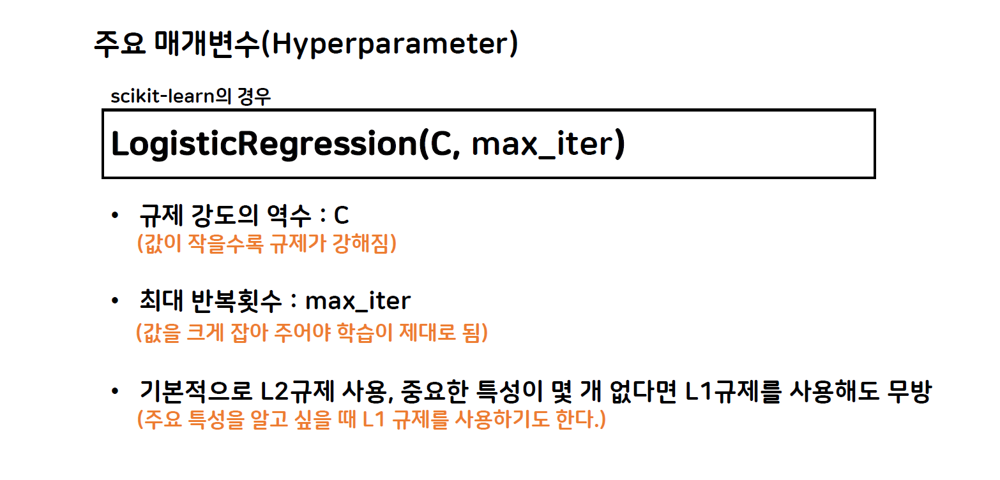 주요 매개변수(Hyperparameter)
scikit-learn의 경우
LogisticRegression(C, max_iter)
• 규제 강도의 역수 : C
(값이 작을수록 규제가 강해짐)
• 최대 반복횟수 : max_iter
(값을 크게 잡아 주어야 학습이 제대로 됨)
• 기본적으로 L2규제 사용, 중요한 특성이 몇 개 없다면 L1규제를 사용해도 무방
(주요 특성을 알고 싶을 때 L1 규제를 사용하기도 한다.)